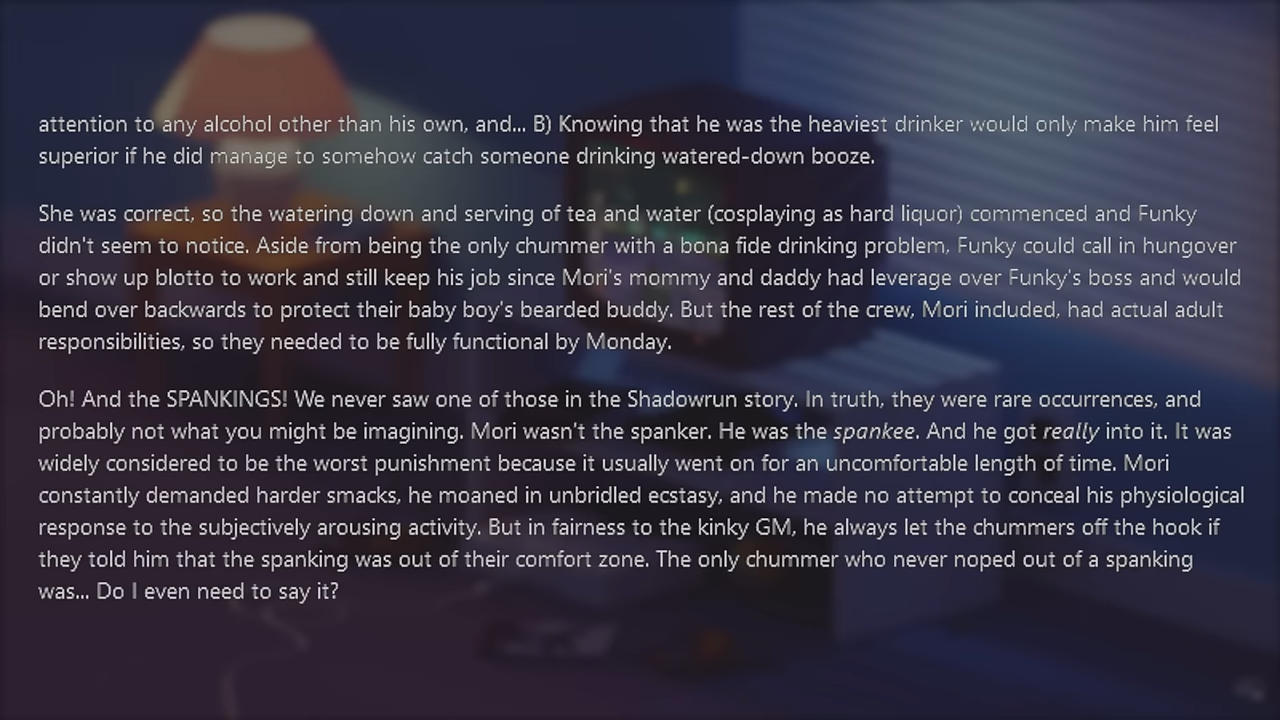 attention to any alcohol other than his own, and... B) Knowing that he was the heaviest drinker would only make him feel
superior if he did manage to somehow catch someone drinking watered-down booze.
She was correct, so the watering down and serving of tea and water (cosplaying as hard liquor) commenced and Funky
didn't seem to notice. Aside from being the only chummer with a bona fide drinking problem, Funky could call in hungover
or show up blotto to work and still keep his job since Mori's mommy and daddy had leverage over Funky's boss and would
bend over backwards to protect their baby boy's bearded buddy. But the rest of the crew, Mori included, had actual adult
responsibilities, so they needed to be fully functional by Monday.
Oh! And the SPANKINGS! We never saw one of those in the Shadowrun story. In truth, they were rare occurrences, and
probably not what you might be imagining. Mori wasn't the spanker. He was the spankee. And he got really into it. It was
widely considered to be the worst punishment because it usually went on for an uncomfortable length of time. Mori
constantly demanded harder smacks, he moaned in unbridled ecstasy, and he made no attempt to conceal his physiological
response to the subjectively arousing activity. But in fairness to the kinky GM, he always let the chummers off the hook if
they told him that the spanking was out of their comfort zone. The only chummer who never noped out of a spanking
was... Do I even need to say it?